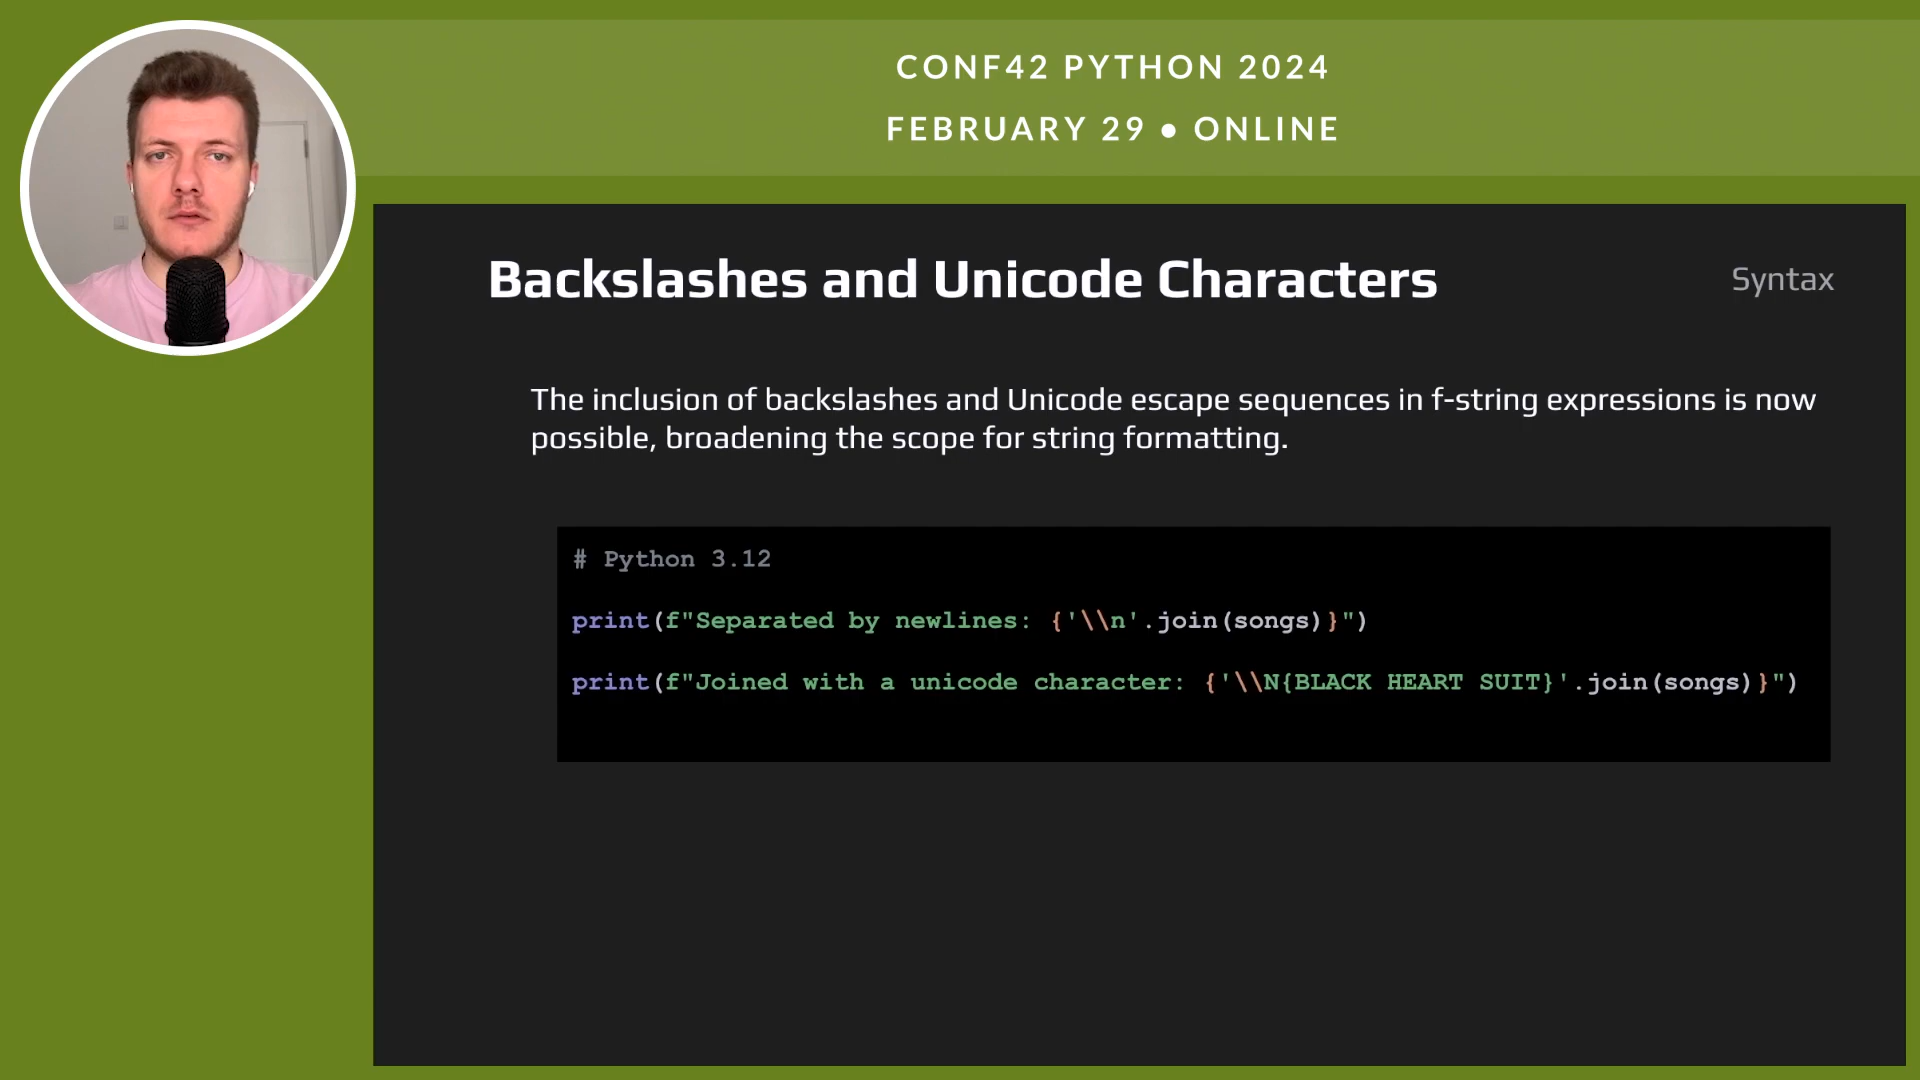 CONF42 PYTHON 2024
FEBRUARY 29 • ONLINE
Backslashes and Unicode Characters
Syntax
The inclusion of backslashes and Unicode escape sequences in f-string expressions is now
possible, broadening the scope for string formatting.
# Python 3.12
print(f"Separated by newlines: {'\\n'.join(songs)}")
print(f"Joined with a unicode character: {'\\N{BLACK HEART SUIT}'.join(songs)}")